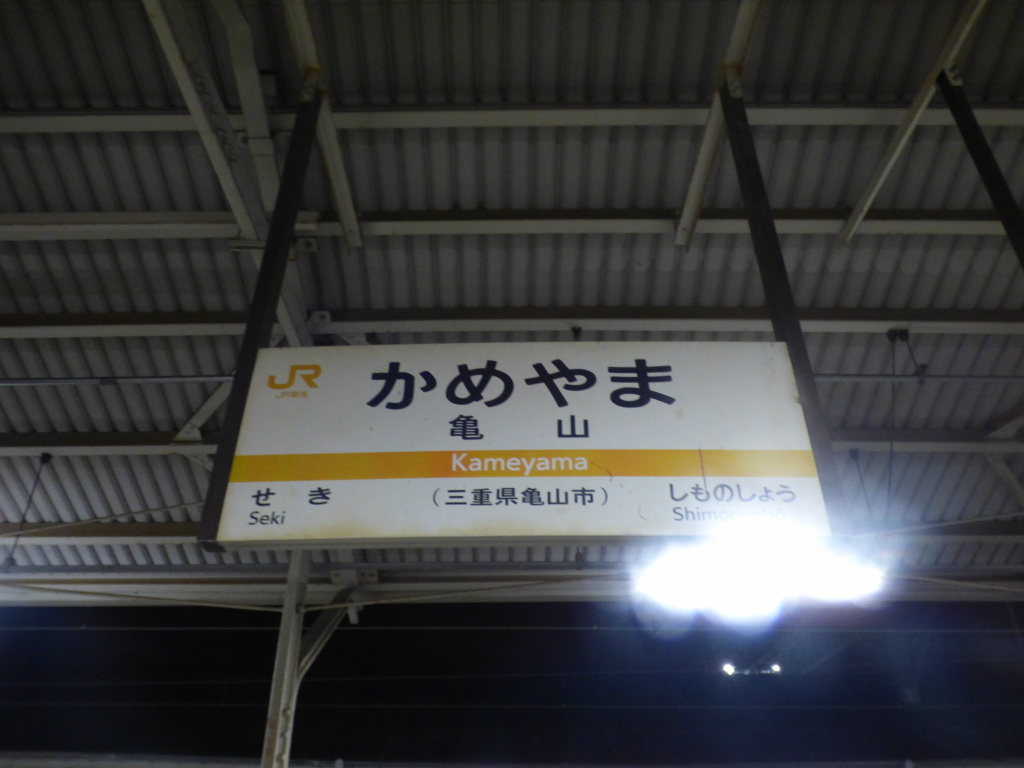 JR
JR東海
かめやま
亀 山
Kameyama
せ き
(三重県亀山市)
しものしょう
Seki